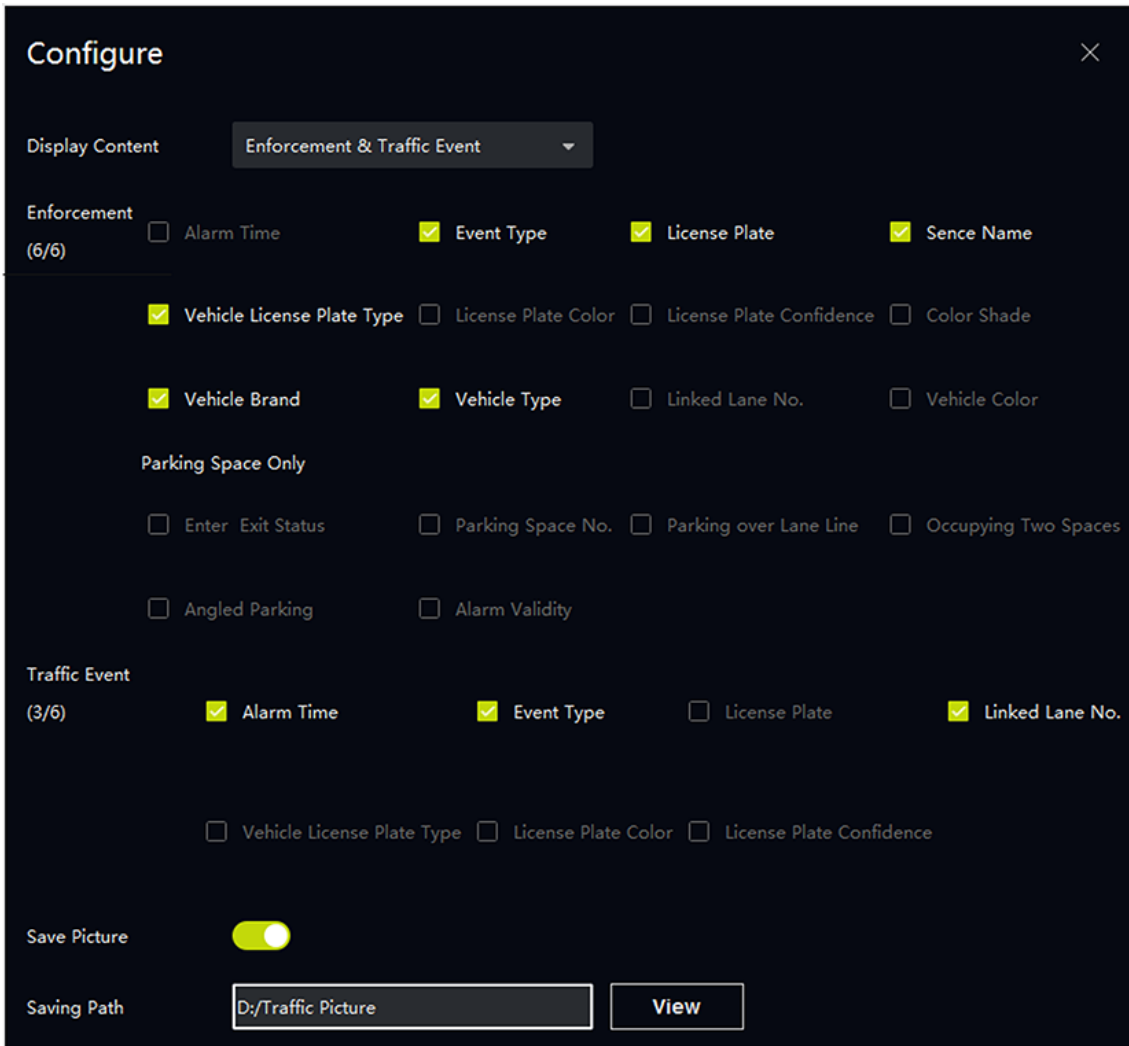 Configure
Display Content Enforcement & Traffic Event
Enforcement
(6/6)
Alarm Time Event Type License Plate Sence Name
Vehicle License Plate Type License Plate Color License Plate Confidence Color Shade
Vehicle Brand Vehicle Type Linked Lane No. Vehicle Color
Parking Space Only
Enter  Exit Status Parking Space No. Parking over Lane Line Occupying Two Spaces
Angled Parking Alarm Validity
Traffic Event
(3/6) Alarm Time Event Type License Plate Linked Lane No.
Vehicle License Plate Type License Plate Color License Plate Confidence
Save Picture
Saving Path D:/Traffic Picture View